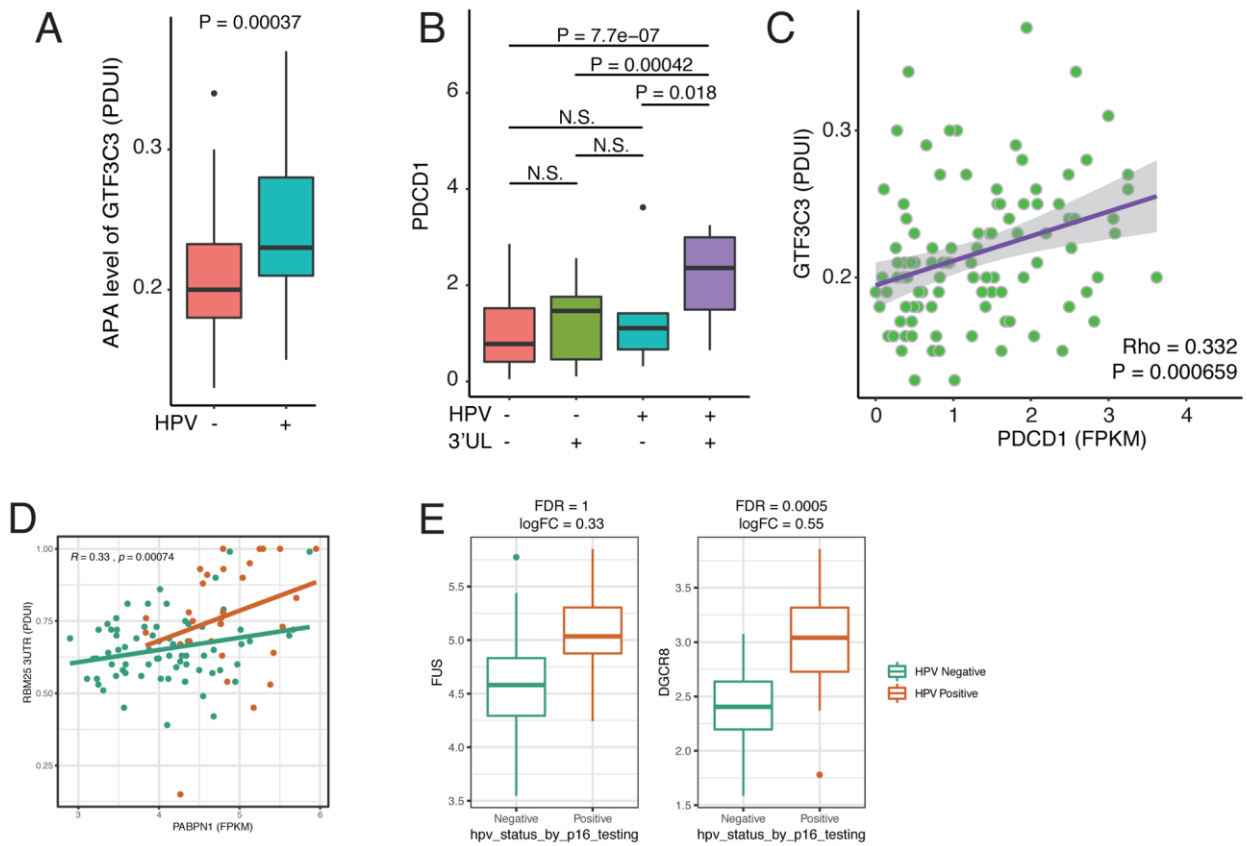 A
P = 0.00037
APA level of GTF3C3 (PDUI)
0.3
0.2
HPV - +
B
P = 7.7e−07
P = 0.00042
P = 0.018
N.S.
N.S.
N.S.
PDCD1
6
4
2
0
HPV - - + +
3'UL - + - +
C
GTF3C3 (PDUI)
0.3
0.2
Rho = 0.332
P = 0.000659
0 1 2 3 4
PDCD1 (FPKM)
D
R = 0.33 , p = 0.00074
RBM25 3UTR (PDUI)
1.00
0.75
0.50
0.25
3 4 5 6
PABPN1 (FPKM)
E
FDR = 1
logFC = 0.33
FUS
5.5
5.0
4.5
4.0
3.5
Negative Positive
hpv_status_by_p16_testing
FDR = 0.0005
logFC = 0.55
DGCR8
3.5
3.0
2.5
2.0
1.5
Negative Positive
hpv_status_by_p16_testing
HPV Negative
HPV Positive